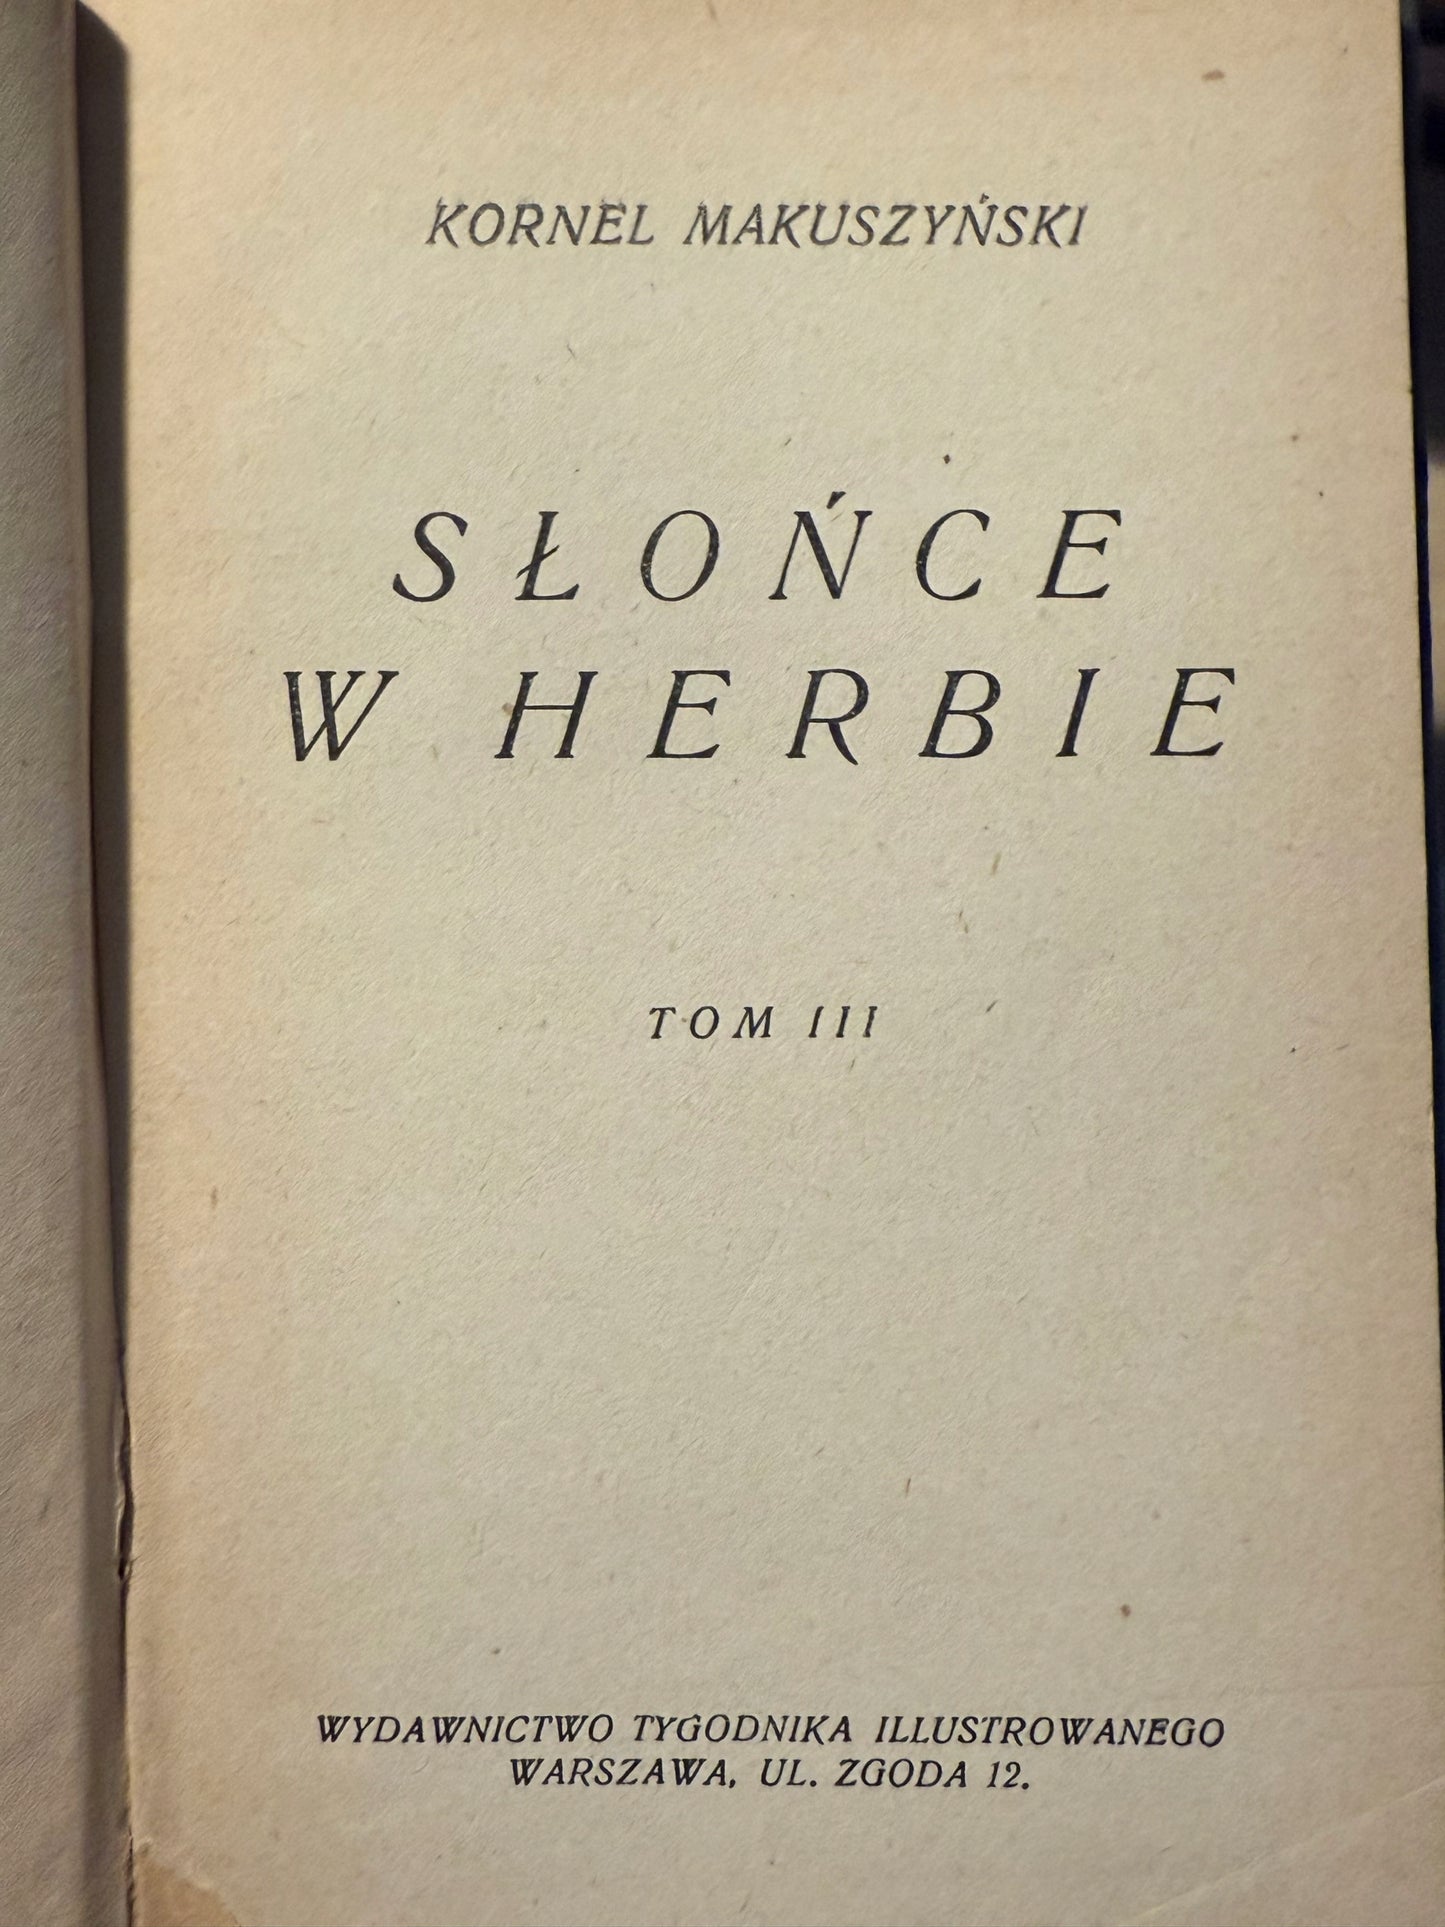 KORNEL MAKUSZYŃSKI
SŁOŃCE
W HERBIE
TOM III
WYDAWNICTWO TYGODNIKA ILLUSTROWANEGO
WARSZAWA, UL. ZGODA 12.